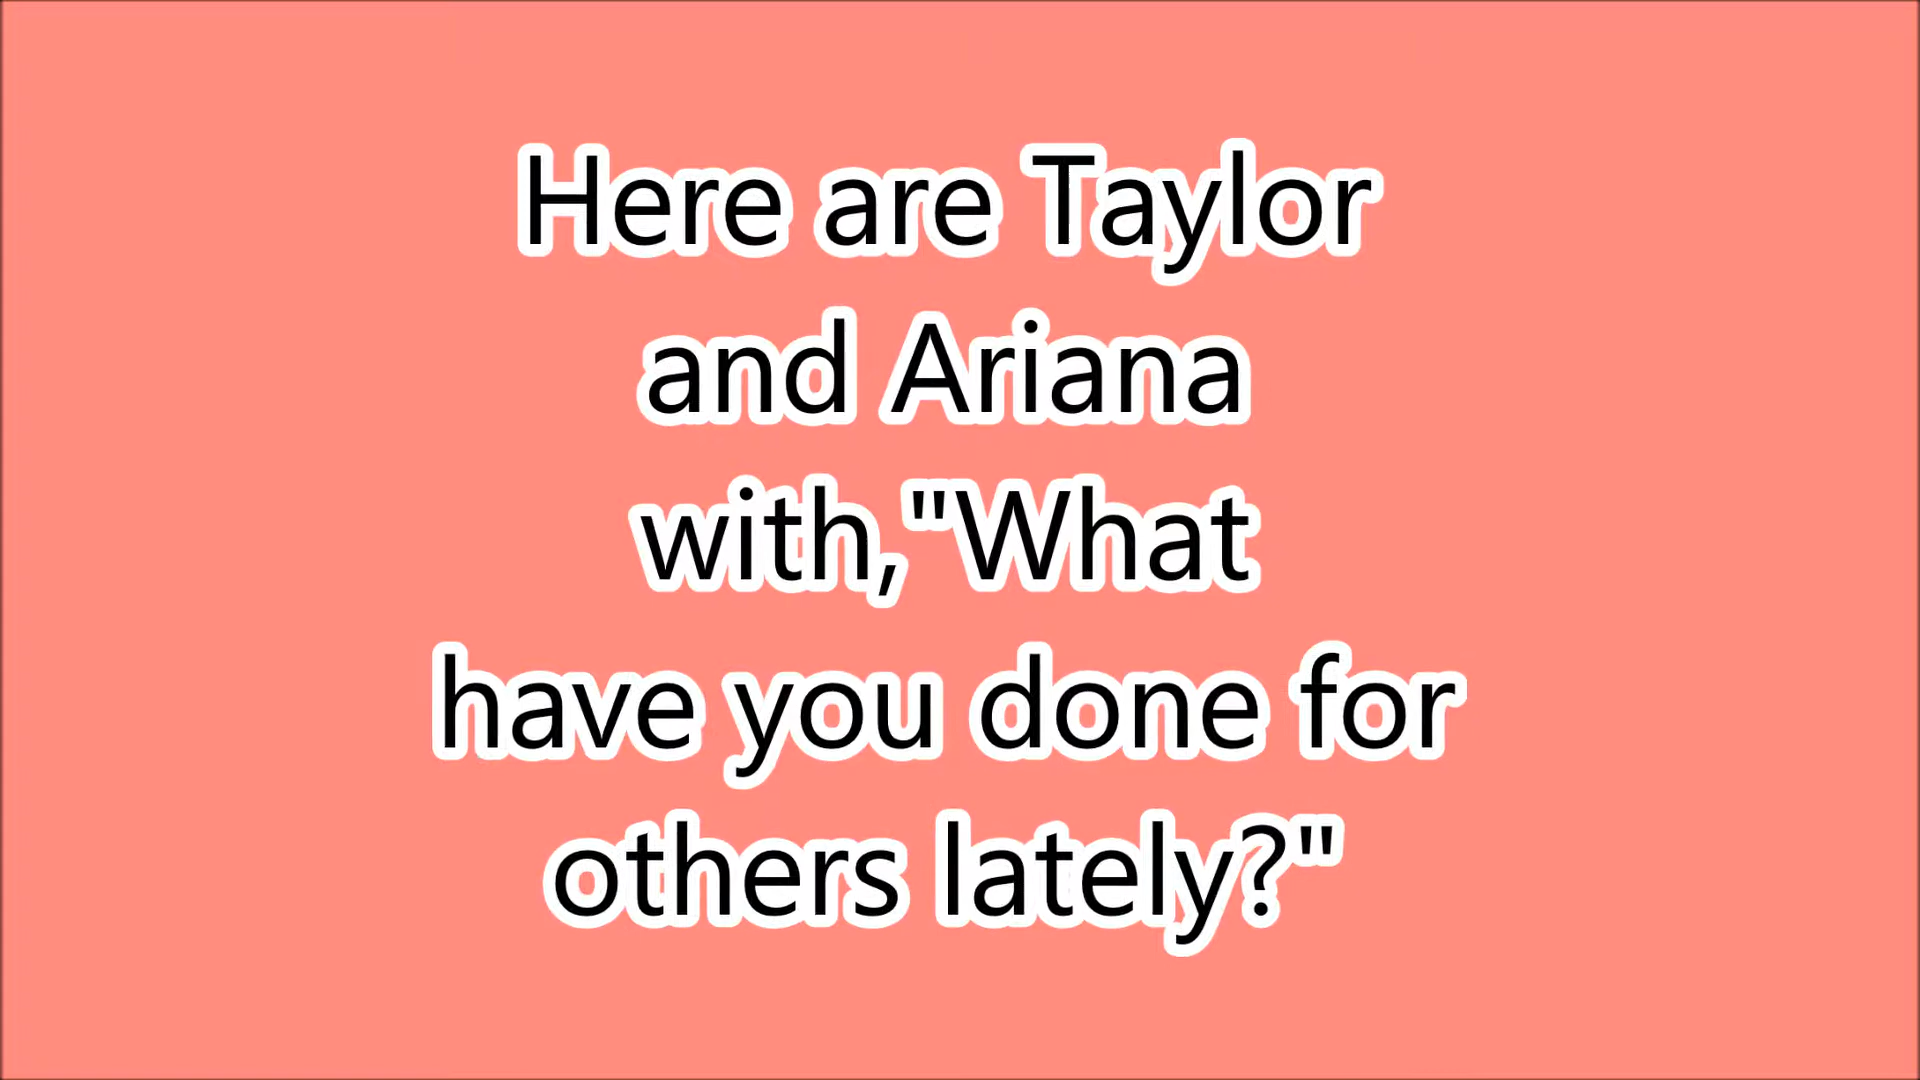 Here are Taylor
and Ariana
with,"What
have you done for
others lately?"